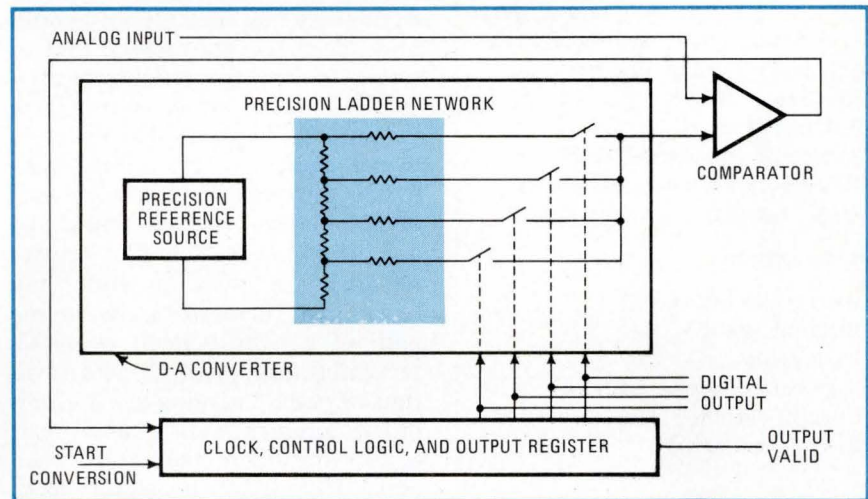 ANALOG INPUT
PRECISION LADDER NETWORK
PRECISION
REFERENCE
SOURCE
COMPARATOR
D-A CONVERTER
DIGITAL
OUTPUT
START
CONVERSION
CLOCK, CONTROL LOGIC, AND OUTPUT REGISTER
OUTPUT
VALID